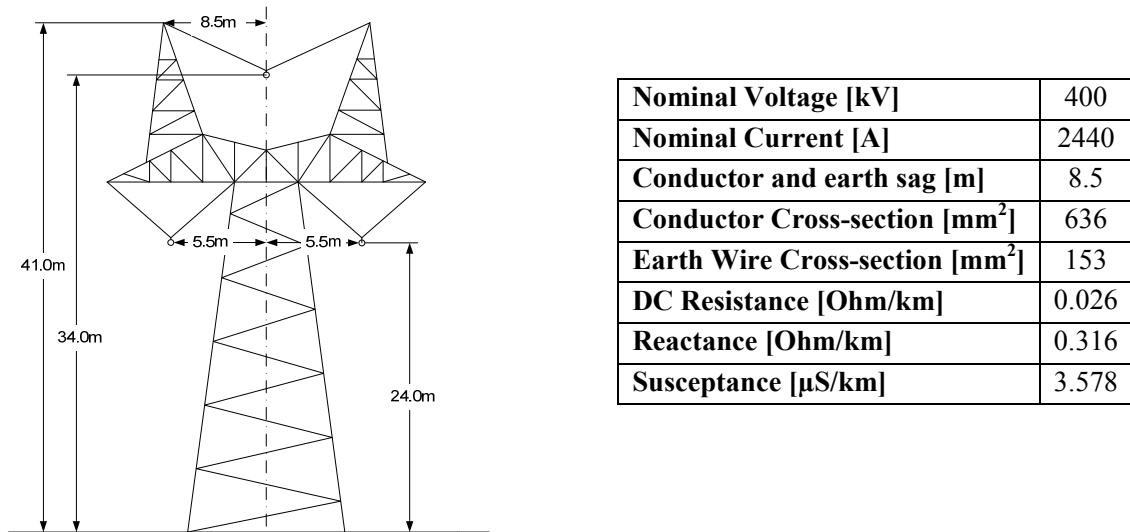 8.5m
5.5m
5.5m
41.0m
34.0m
24.0m
Nominal Voltage [kV] 400
Nominal Current [A] 2440
Conductor and earth sag [m] 8.5
Conductor Cross-section [mm²] 636
Earth Wire Cross-section [mm²] 153
DC Resistance [Ohm/km] 0.026
Reactance [Ohm/km] 0.316
Susceptance [µS/km] 3.578